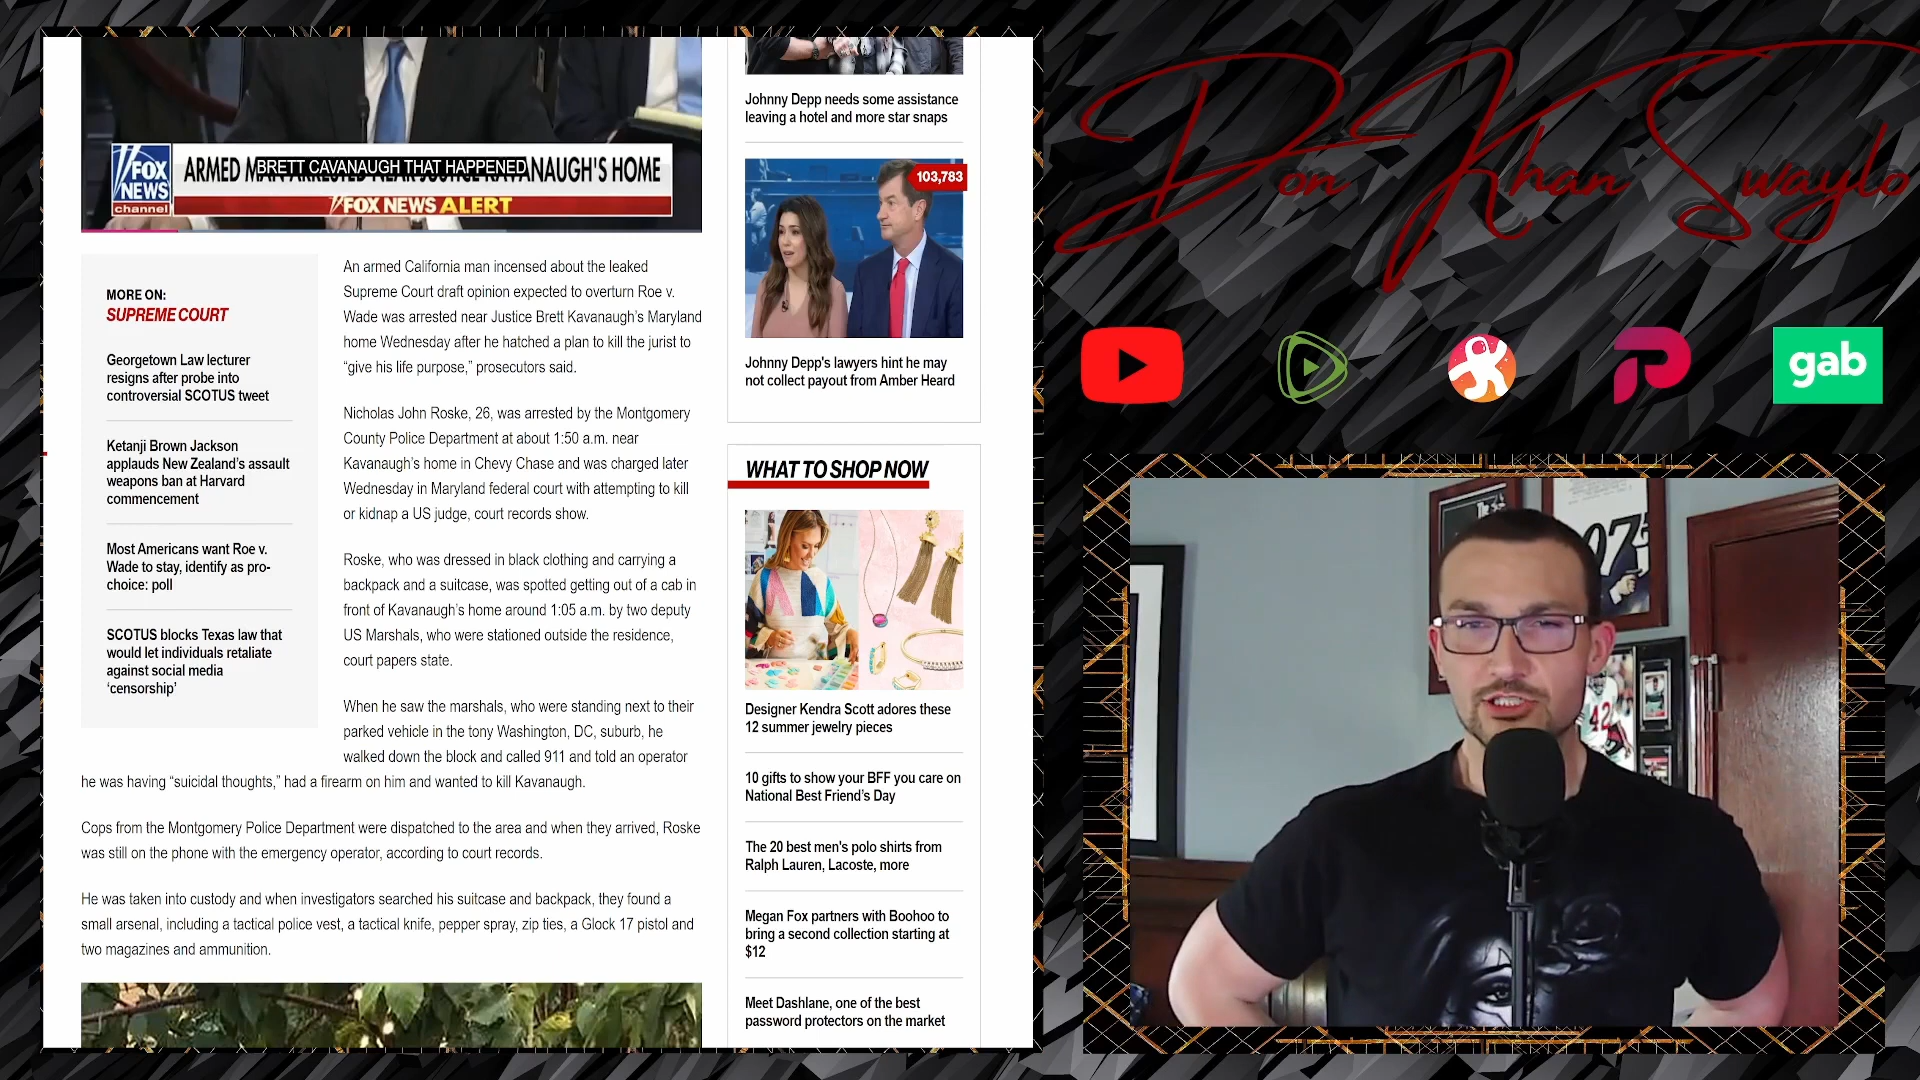 FOX
NEWS
channel
ARMED M
BRETT CAVANAUGH THAT HAPPENED
NAUGH'S HOME
FOX NEWS ALERT
MORE ON:
SUPREME COURT
Georgetown Law lecturer
resigns after probe into
controversial SCOTUS tweet
Ketanji Brown Jackson
applauds New Zealand's assault
weapons ban at Harvard
commencement
Most Americans want Roe v.
Wade to stay, identify as pro-
choice: poll
SCOTUS blocks Texas law that
would let individuals retaliate
against social media
‘censorship’
An armed California man incensed about the leaked
Supreme Court draft opinion expected to overturn Roe v.
Wade was arrested near Justice Brett Kavanaugh's Maryland
home Wednesday after he hatched a plan to kill the jurist to
“give his life purpose,” prosecutors said.
Nicholas John Roske, 26, was arrested by the Montgomery
County Police Department at about 1:50 a.m. near
Kavanaugh's home in Chevy Chase and was charged later
Wednesday in Maryland federal court with attempting to kill
or kidnap a US judge, court records show.
Roske, who was dressed in black clothing and carrying a
backpack and a suitcase, was spotted getting out of a cab in
front of Kavanaugh's home around 1:05 a.m. by two deputy
US Marshals, who were stationed outside the residence,
court papers state.
When he saw the marshals, who were standing next to their
parked vehicle in the tony Washington, DC, suburb, he
walked down the block and called 911 and told an operator
he was having “suicidal thoughts,” had a firearm on him and wanted to kill Kavanaugh.
Cops from the Montgomery Police Department were dispatched to the area and when they arrived, Roske
was still on the phone with the emergency operator, according to court records.
He was taken into custody and when investigators searched his suitcase and backpack, they found a
small arsenal, including a tactical police vest, a tactical knife, pepper spray, zip ties, a Glock 17 pistol and
two magazines and ammunition.
Johnny Depp needs some assistance
leaving a hotel and more star snaps
103,783
Johnny Depp's lawyers hint he may
not collect payout from Amber Heard
WHAT TO SHOP NOW
Designer Kendra Scott adores these
12 summer jewelry pieces
10 gifts to show your BFF you care on
National Best Friend's Day
The 20 best men's polo shirts from
Ralph Lauren, Lacoste, more
Megan Fox partners with Boohoo to
bring a second collection starting at
$12
Meet Dashlane, one of the best
password protectors on the market
Don Khan Swaylo
gab
The
007
42